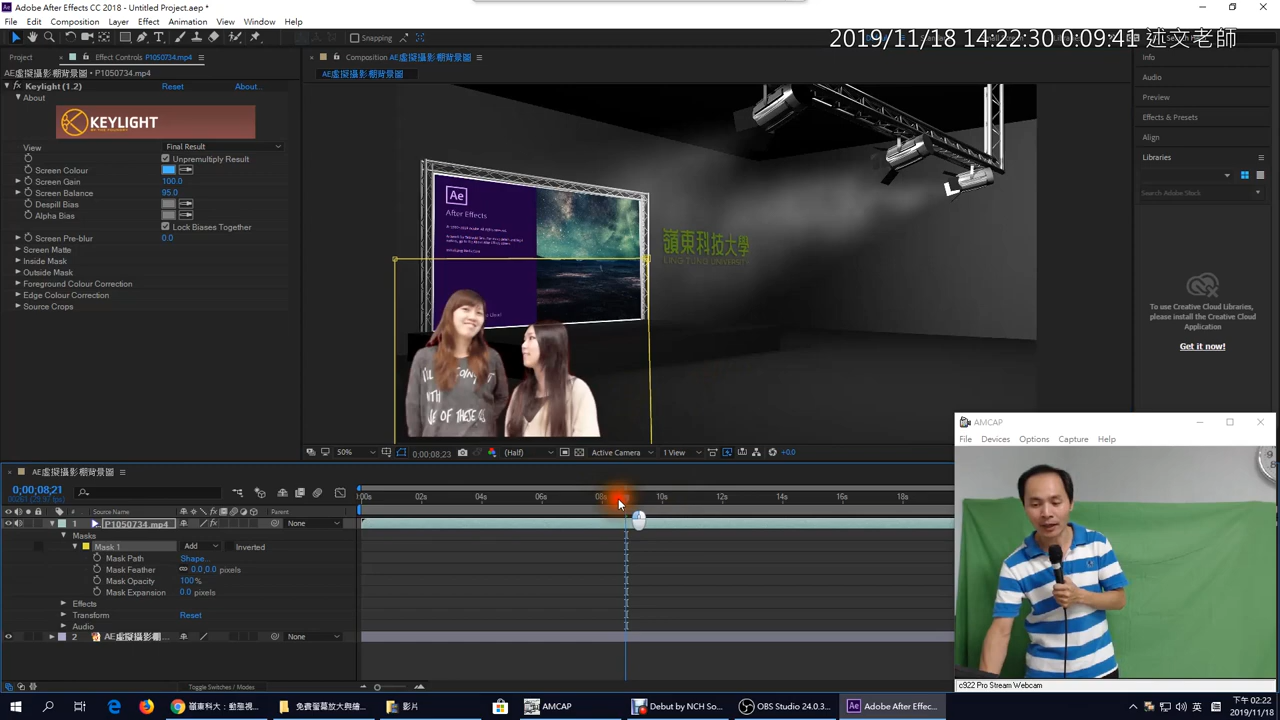 Adobe After Effects CC 2018 - Untitled Project.aep *
File Edit Composition Layer Effect Animation View Window Help
2019/11/18 14:22:30 0:09:41 述文老師
Snapping
Project
Effect Controls P1050734.mp4
Composition AE虛擬攝影棚背景圖
AE虛擬攝影棚背景圖 • P1050734.mp4
AE虛擬攝影棚背景圖
Keylight (1.2) Reset About...
About
KEYLIGHT
View Final Result
Unpremultiply Result
Screen Colour
Screen Gain 100.0
Screen Balance 95.0
Despill Bias
Alpha Bias
Lock Biases Together
Screen Pre-blur 0.0
Screen Matte
Inside Mask
Outside Mask
Foreground Colour Correction
Edge Colour Correction
Source Crops
Ae
After Effects
嶺東科技大學
LING TUNG UNIVERSITY
Info
Audio
Preview
Effects & Presets
Align
Libraries
Search Adobe Stock
To use Creative Cloud Libraries,
please install the Creative Cloud
Application
Get it now!
50% 0;00;08;23 (Half) Active Camera 1 View +0.0
AMCAP
File Devices Options Capture Help
c922 Pro Stream Webcam
AE虛擬攝影棚背景圖
0;00;08;21
:00s 02s 04s 06s 08s 10s 12s 14s 16s 18s
# Source Name Parent
1 P1050734.mp4 None
Masks
Mask 1 Add Inverted
Mask Path Shape...
Mask Feather 0.0,0.0 pixels
Mask Opacity 100%
Mask Expansion 0.0 pixels
Effects
Transform Reset
Audio
2 AE虛擬攝影棚... None
Toggle Switches / Modes
嶺東科大：動態視...
免費螢幕放大與繪...
影片
AMCAP
Debut by NCH So...
OBS Studio 24.0.3...
Adobe After Effec...
英
下午 02:22
2019/11/18